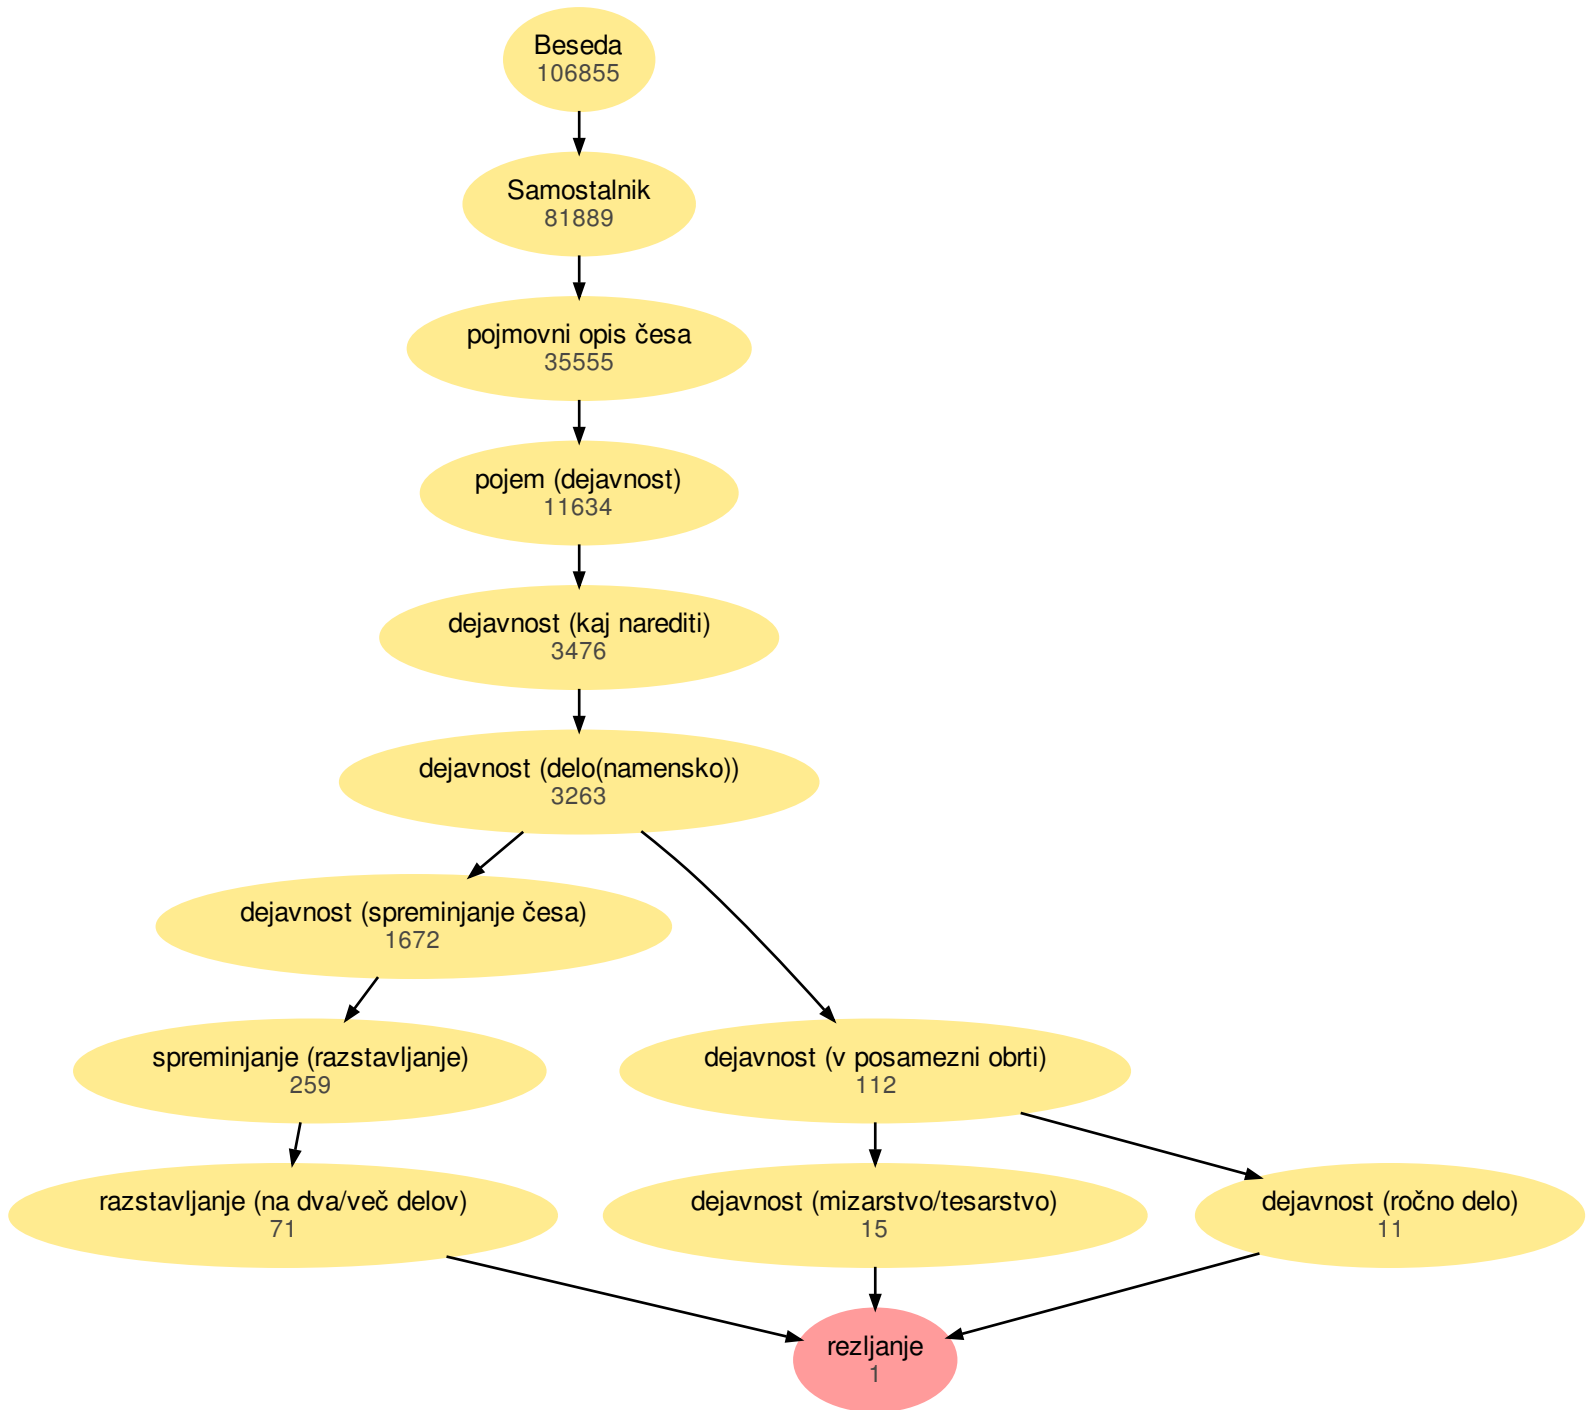 Beseda
106855
Samostalnik
81889
pojmovni opis česa
35555
pojem (dejavnost)
11634
dejavnost (kaj narediti)
3476
dejavnost (delo(namensko))
3263
dejavnost (spreminjanje česa)
1672
spreminjanje (razstavljanje)
259
dejavnost (v posamezni obrti)
112
razstavljanje (na dva/več delov)
71
dejavnost (mizarstvo/tesarstvo)
15
dejavnost (ročno delo)
11
rezljanje
1